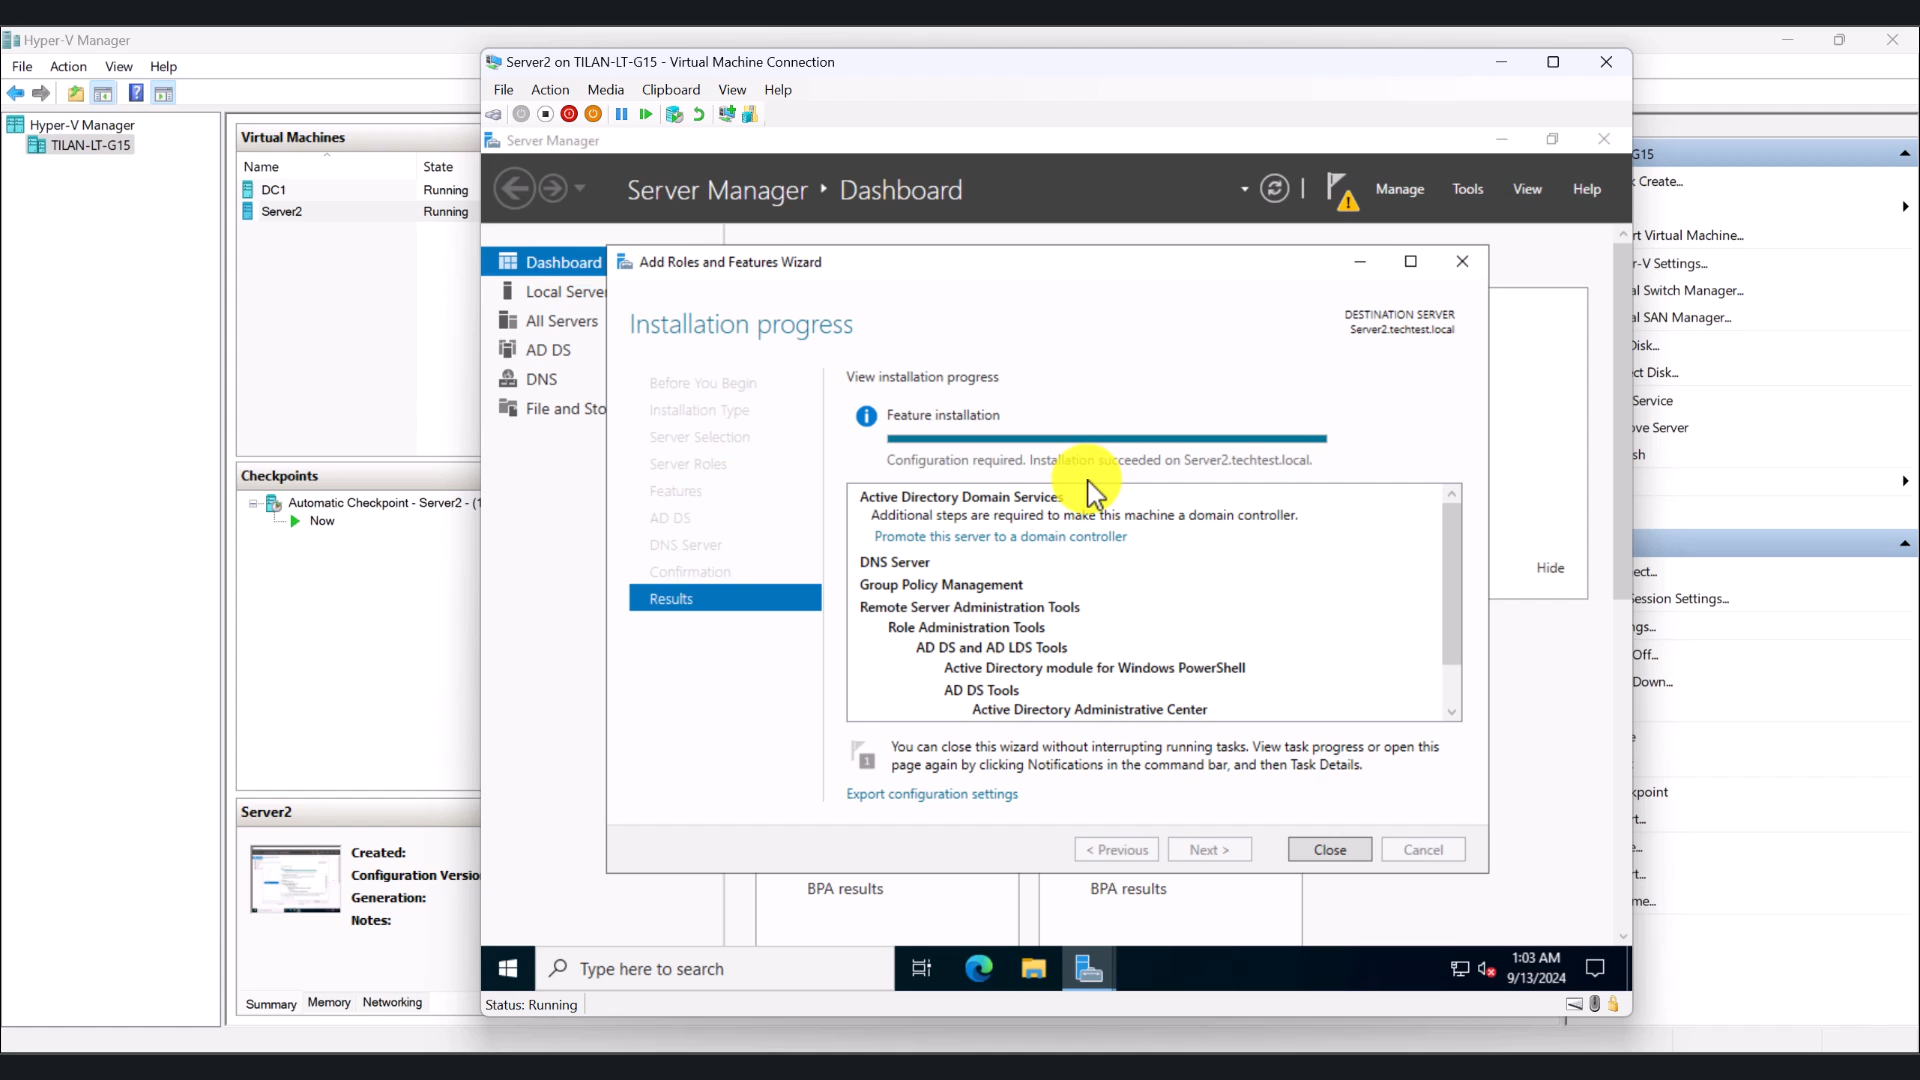 Hyper-V Manager
File Action View Help
Hyper-V Manager
TILAN-LT-G15
Virtual Machines
Name State
DC1 Running
Server2 Running
Checkpoints
Automatic Checkpoint - Server2 - (1
Now
Server2
Created:
Configuration Versio
Generation:
Notes:
Summary Memory Networking
Server2 on TILAN-LT-G15 - Virtual Machine Connection
File Action Media Clipboard View Help
Server Manager
Server Manager Dashboard
Manage Tools View Help
Dashboard
Local Server
All Servers
AD DS
DNS
File and Sto
Add Roles and Features Wizard
Installation progress
DESTINATION SERVER
Server2.techtest.local
Before You Begin
Installation Type
Server Selection
Server Roles
Features
AD DS
DNS Server
Confirmation
Results
View installation progress
Feature installation
Configuration required. Installation succeeded on Server2.techtest.local.
Active Directory Domain Services
Additional steps are required to make this machine a domain controller.
Promote this server to a domain controller
DNS Server
Group Policy Management
Remote Server Administration Tools
Role Administration Tools
AD DS and AD LDS Tools
Active Directory module for Windows PowerShell
AD DS Tools
Active Directory Administrative Center
1
You can close this wizard without interrupting running tasks. View task progress or open this
page again by clicking Notifications in the command bar, and then Task Details.
Export configuration settings
< Previous Next > Close Cancel
Hide
BPA results BPA results
Type here to search
1:03 AM
9/13/2024
Status: Running
G15
k Create...
rt Virtual Machine...
r-V Settings...
al Switch Manager...
al SAN Manager...
Disk...
ct Disk...
Service
ove Server
sh
ect...
Session Settings...
ngs...
Off...
Down...
e
kpoint
t...
e...
rt...
me...